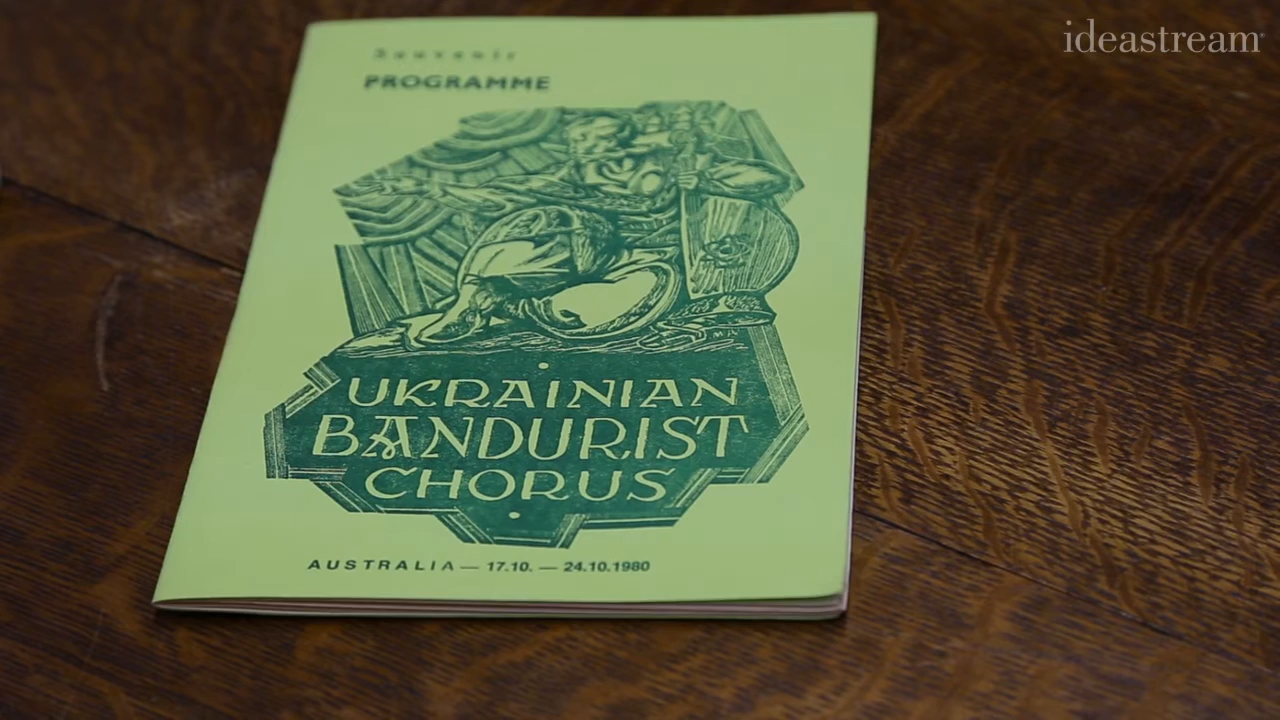 ideastream
Souvenir
PROGRAMME
UKRAINIAN
BANDURIST
CHORUS
AUSTRALIA — 17.10. — 24.10.1980